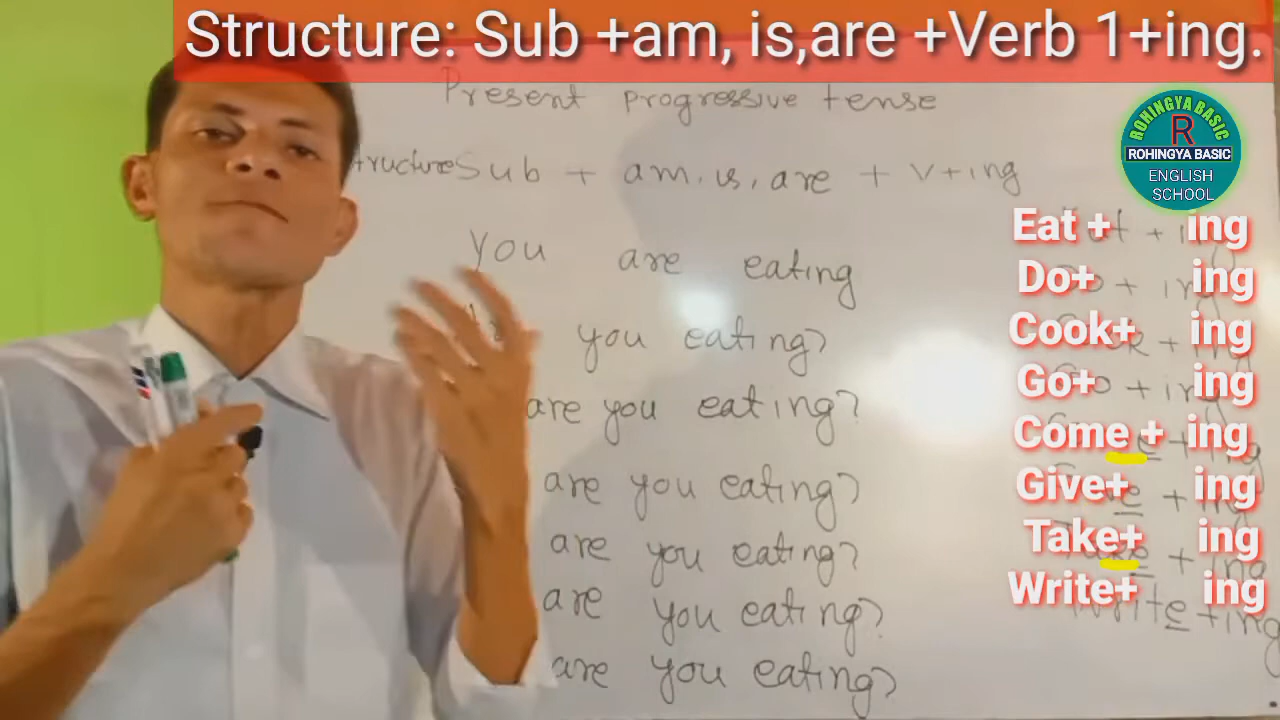 Structure: Sub +am, is,are +Verb 1+ing.
Present progressive tense
Sub + am, is, are + v+ing
You are eating
you eating?
are you eating?
are you eating?
are you eating?
are you eating?
are you eating?
ROHINGYA BASIC
R
ROHINGYA BASIC
ENGLISH
SCHOOL
Eat + ing
Do+ ing
Cook+ ing
Go+ ing
Come + ing
Give+ ing
Take+ ing
Write+ ing